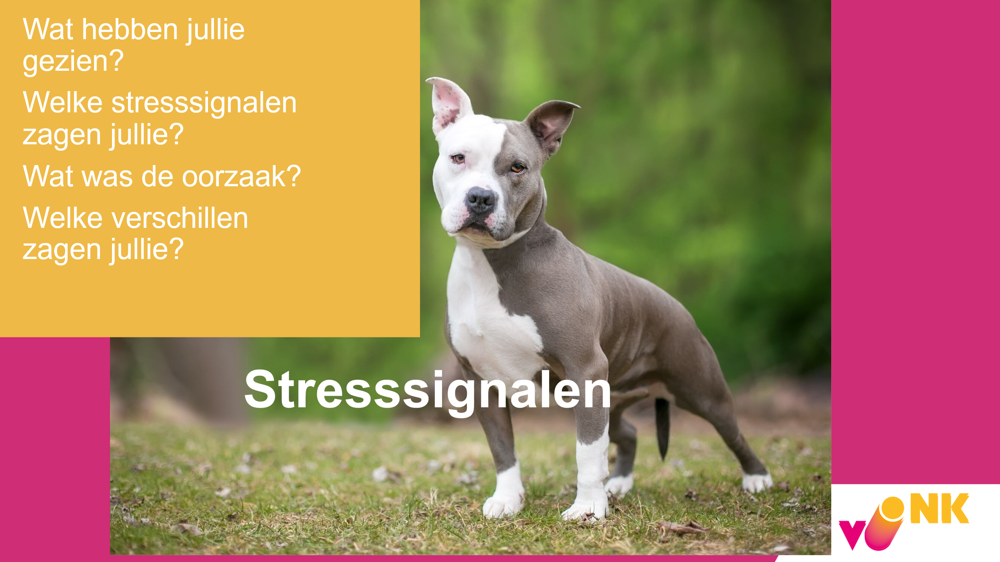 Wat hebben jullie
gezien?
Welke stresssignalen
zagen jullie?
Wat was de oorzaak?
Welke verschillen
zagen jullie?
Stresssignalen
VONK